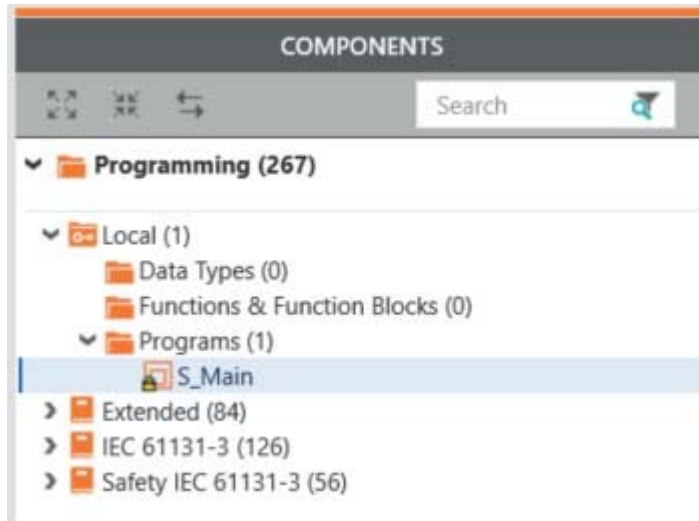 COMPONENTS
Search
Programming (267)
Local (1)
Data Types (0)
Functions & Function Blocks (0)
Programs (1)
S_Main
Extended (84)
IEC 61131-3 (126)
Safety IEC 61131-3 (56)